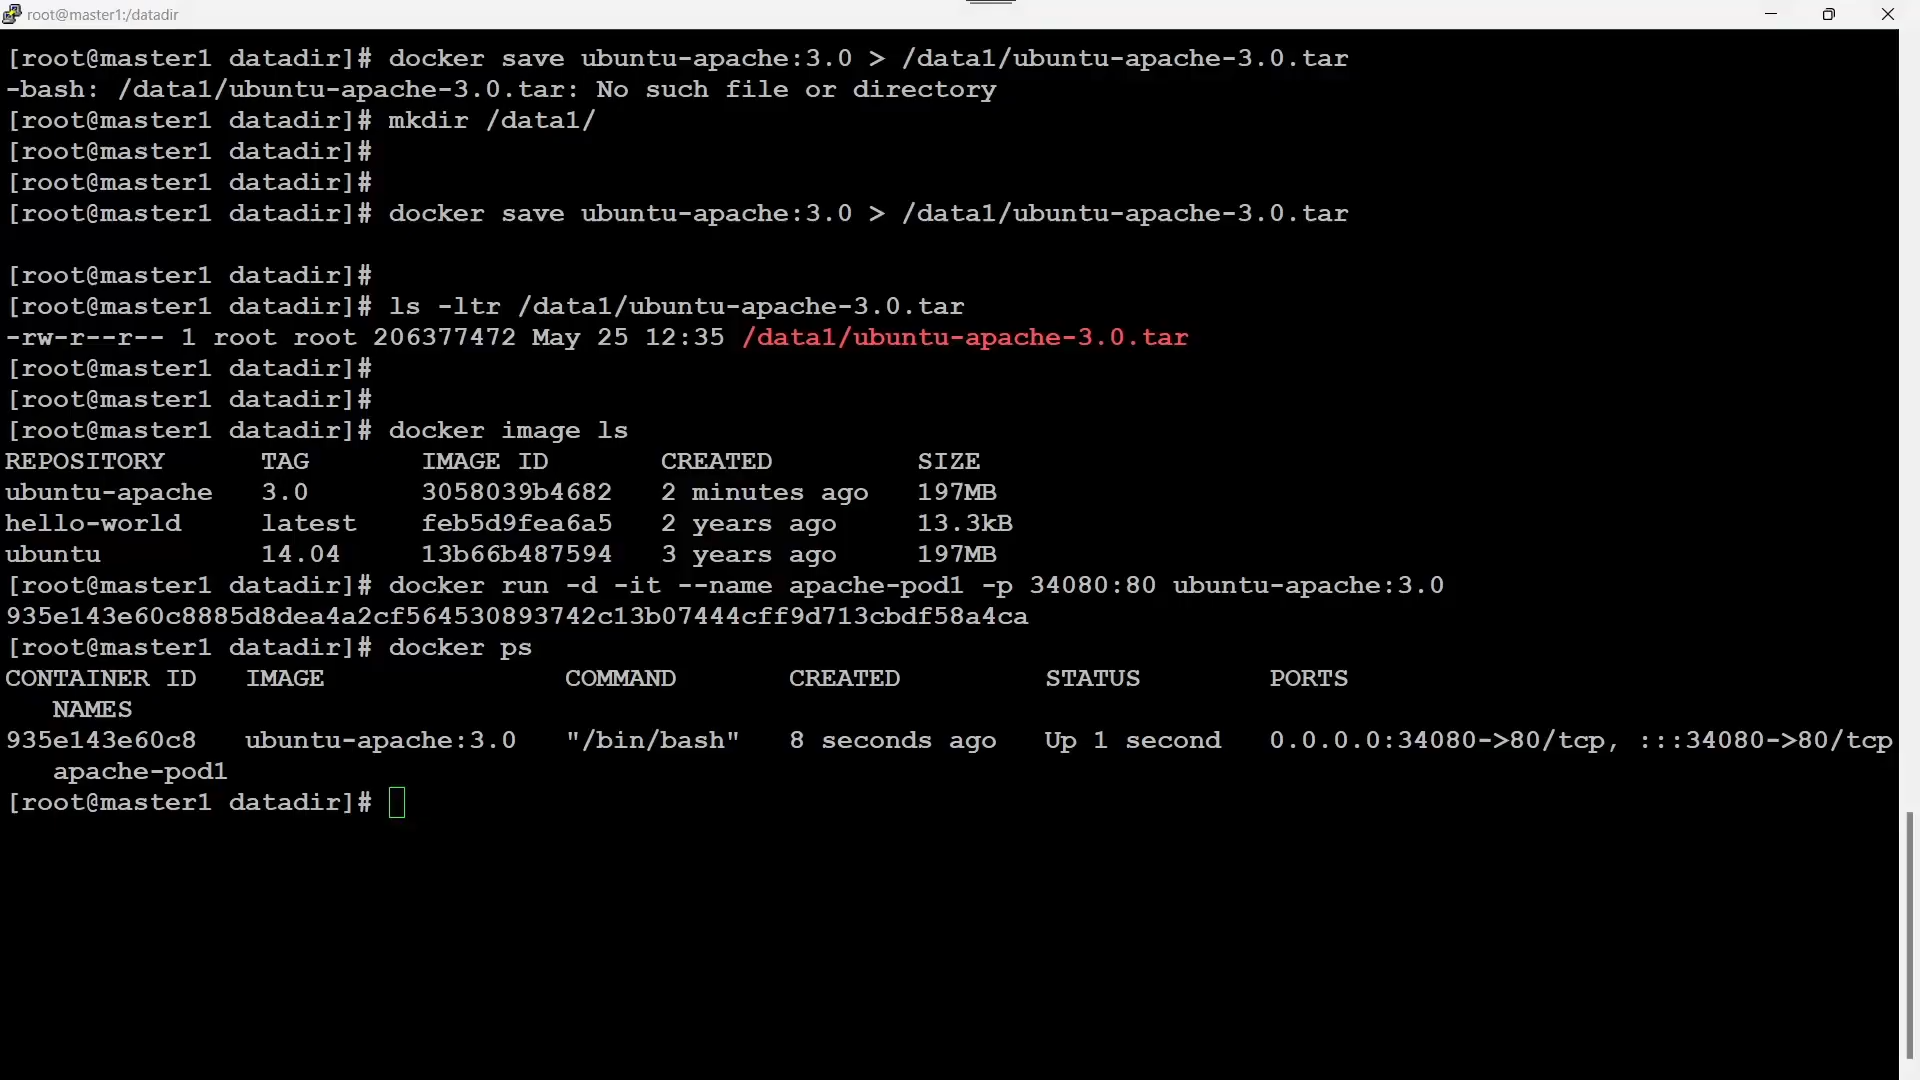 root@master1:/datadir
[root@master1 datadir]# docker save ubuntu-apache:3.0 > /data1/ubuntu-apache-3.0.tar
-bash: /data1/ubuntu-apache-3.0.tar: No such file or directory
[root@master1 datadir]# mkdir /data1/
[root@master1 datadir]#
[root@master1 datadir]#
[root@master1 datadir]# docker save ubuntu-apache:3.0 > /data1/ubuntu-apache-3.0.tar
[root@master1 datadir]#
[root@master1 datadir]# ls -ltr /data1/ubuntu-apache-3.0.tar
-rw-r--r-- 1 root root 206377472 May 25 12:35 /data1/ubuntu-apache-3.0.tar
[root@master1 datadir]#
[root@master1 datadir]#
[root@master1 datadir]# docker image ls
REPOSITORY      TAG       IMAGE ID       CREATED         SIZE
ubuntu-apache   3.0       3058039b4682   2 minutes ago   197MB
hello-world     latest    feb5d9fea6a5   2 years ago     13.3kB
ubuntu          14.04     13b66b487594   3 years ago     197MB
[root@master1 datadir]# docker run -d -it --name apache-pod1 -p 34080:80 ubuntu-apache:3.0
935e143e60c8885d8dea4a2cf564530893742c13b07444cff9d713cbdf58a4ca
[root@master1 datadir]# docker ps
CONTAINER ID   IMAGE               COMMAND       CREATED         STATUS        PORTS
NAMES
935e143e60c8   ubuntu-apache:3.0   "/bin/bash"   8 seconds ago   Up 1 second   0.0.0.0:34080->80/tcp, :::34080->80/tcp
apache-pod1
[root@master1 datadir]#